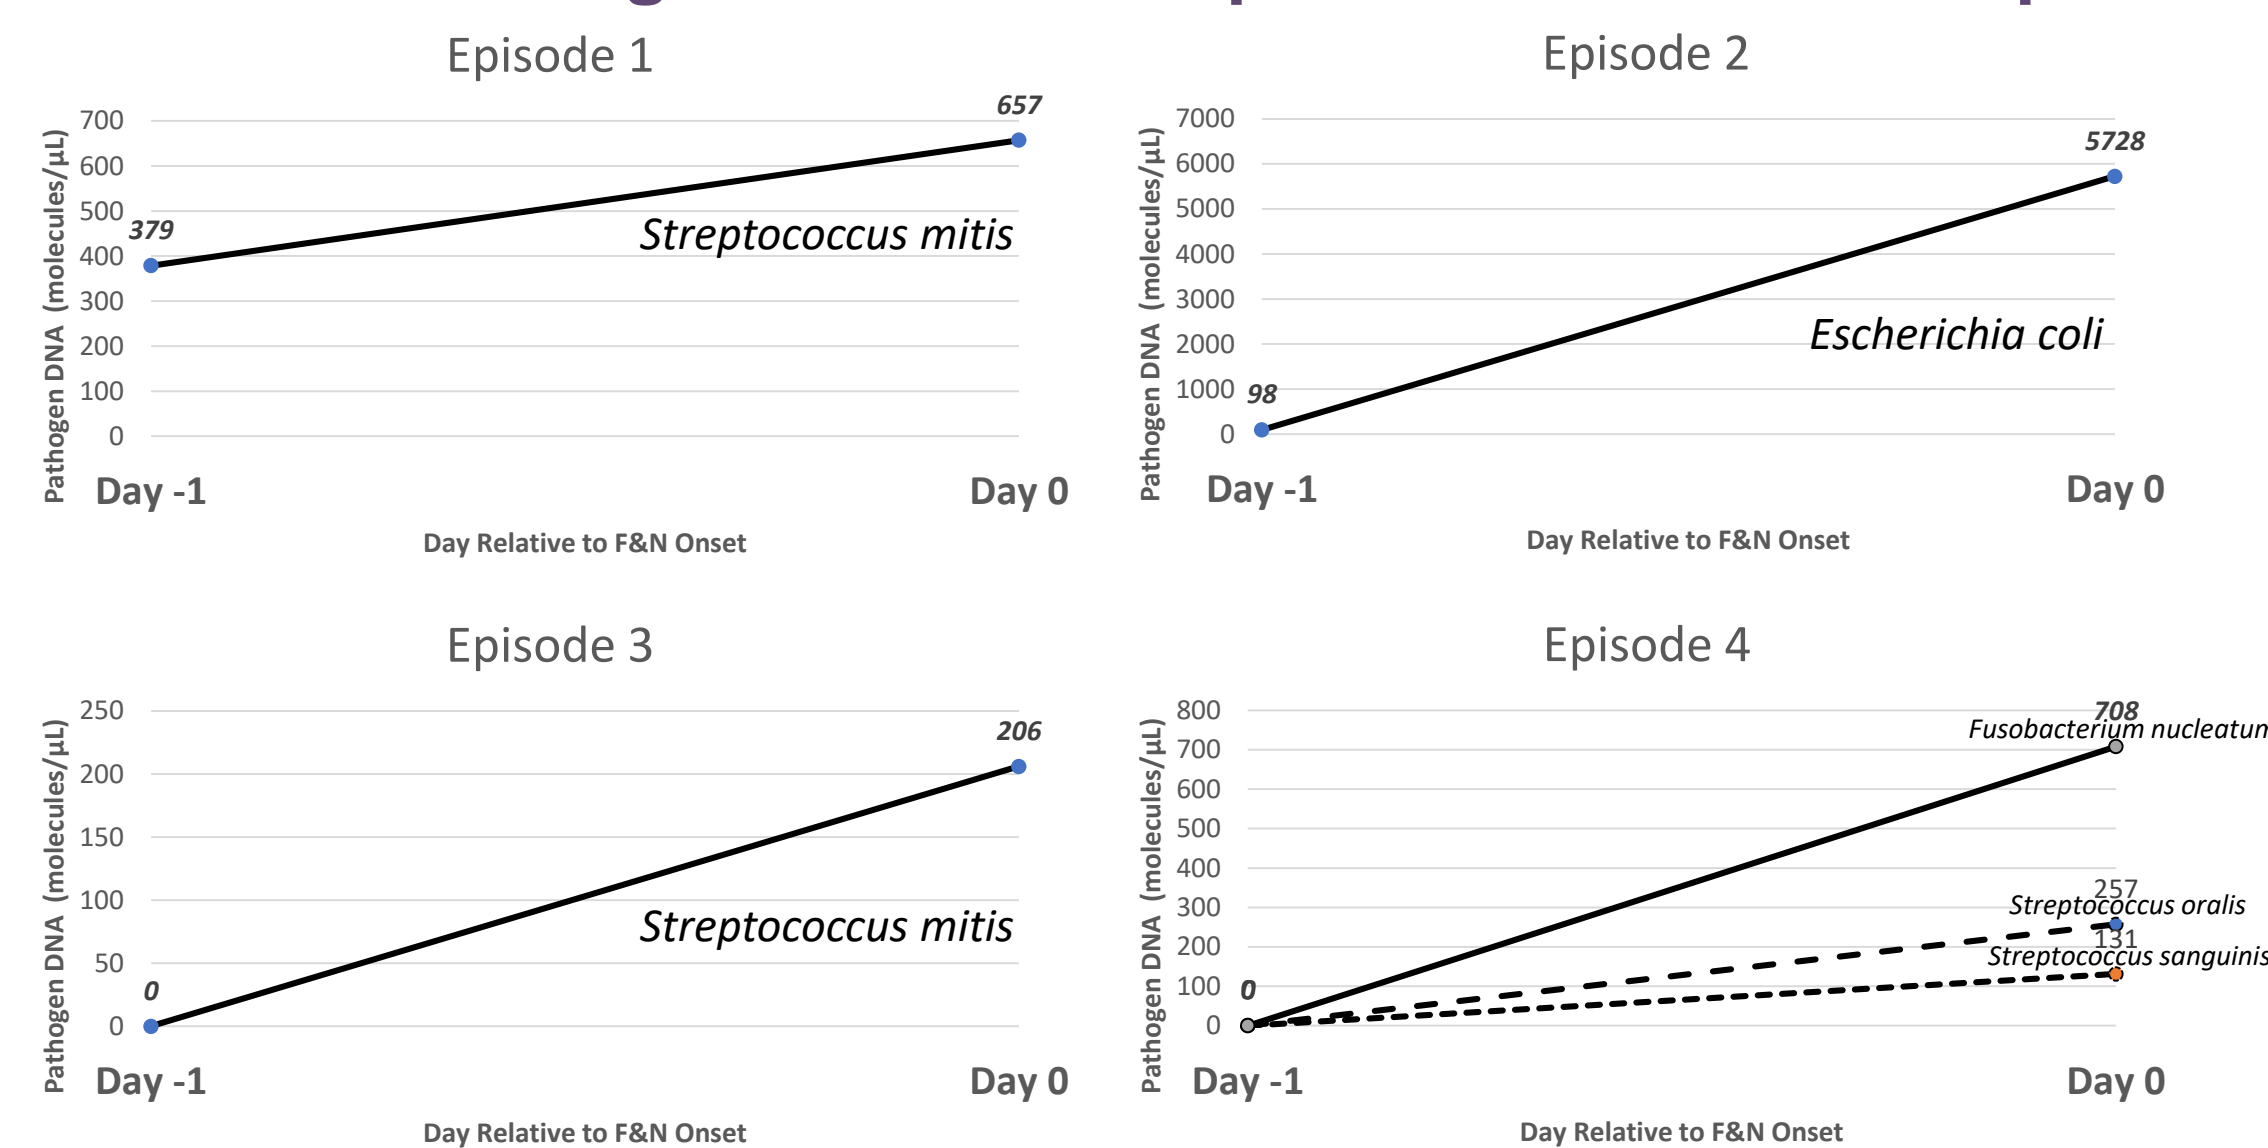 Episode 1
700
600
500
400
300
200
100
0
379
657
Streptococcus mitis
Pathogen DNA (molecules/µL)
Day -1
Day 0
Day Relative to F&N Onset
Episode 2
7000
6000
5000
4000
3000
2000
1000
0
98
5728
Escherichia coli
Pathogen DNA (molecules/µL)
Day -1
Day 0
Day Relative to F&N Onset
Episode 3
250
200
150
100
50
0
0
206
Streptococcus mitis
Pathogen DNA (molecules/µL)
Day -1
Day 0
Day Relative to F&N Onset
Episode 4
800
700
600
500
400
300
200
100
0
0
708
Fusobacterium nucleatum
257
Streptococcus oralis
131
Streptococcus sanguinis
Pathogen DNA (molecules/µL)
Day -1
Day 0
Day Relative to F&N Onset